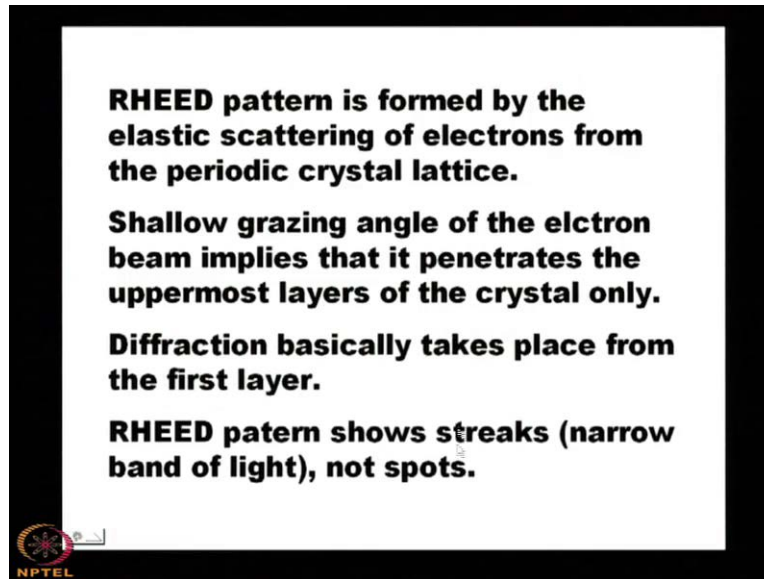 RHEED pattern is formed by the
elastic scattering of electrons from
the periodic crystal lattice.
Shallow grazing angle of the elctron
beam implies that it penetrates the
uppermost layers of the crystal only.
Diffraction basically takes place from
the first layer.
RHEED patern shows streaks (narrow
band of light), not spots.
NPTEL